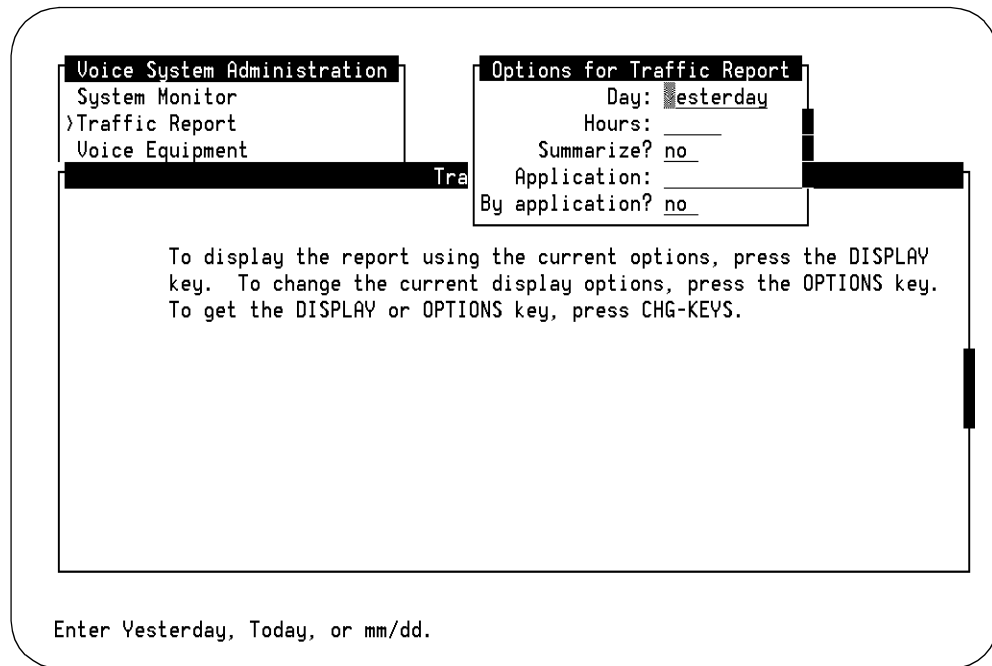 Voice System Administration
System Monitor
>Traffic Report
Voice Equipment
Options for Traffic Report
Day: Yesterday
Hours:
Summarize? no
Application:
By application? no
Tra
To display the report using the current options, press the DISPLAY
key. To change the current display options, press the OPTIONS key.
To get the DISPLAY or OPTIONS key, press CHG-KEYS.
Enter Yesterday, Today, or mm/dd.